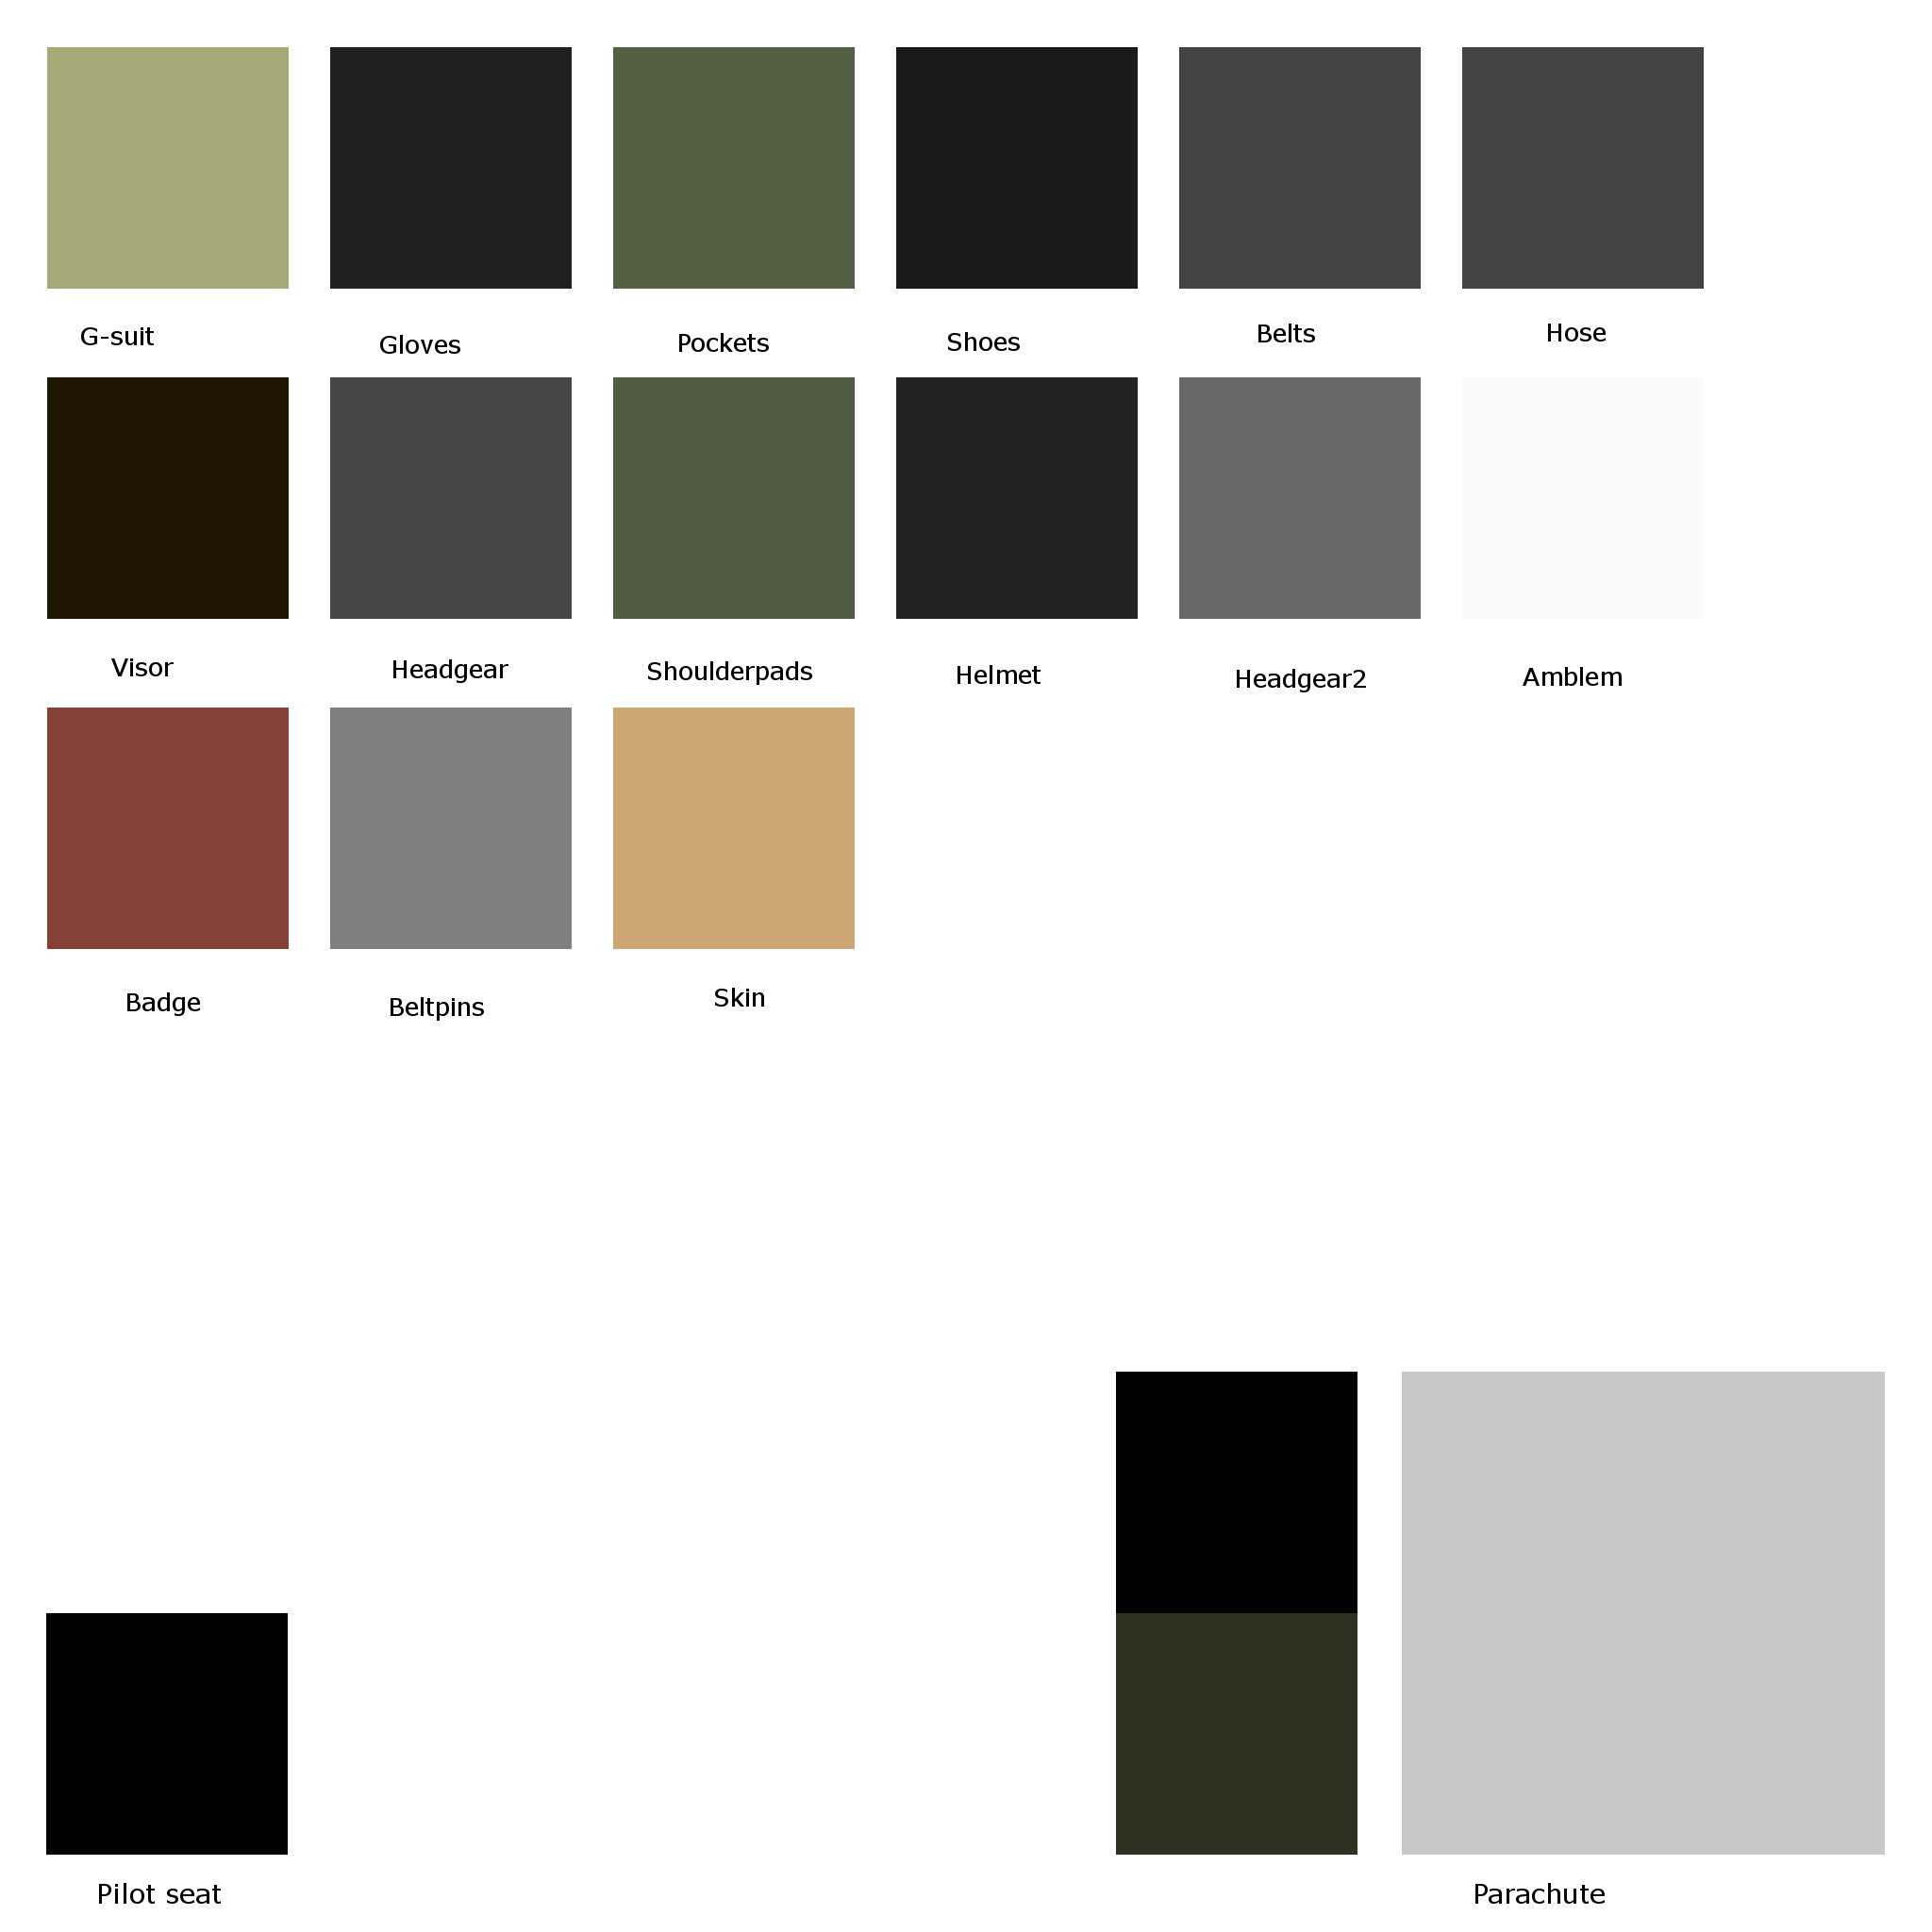 G-suit
Gloves
Pockets
Shoes
Belts
Hose
Visor
Headgear
Shoulderpads
Helmet
Headgear2
Amblem
Badge
Beltpins
Skin
Pilot seat
Parachute